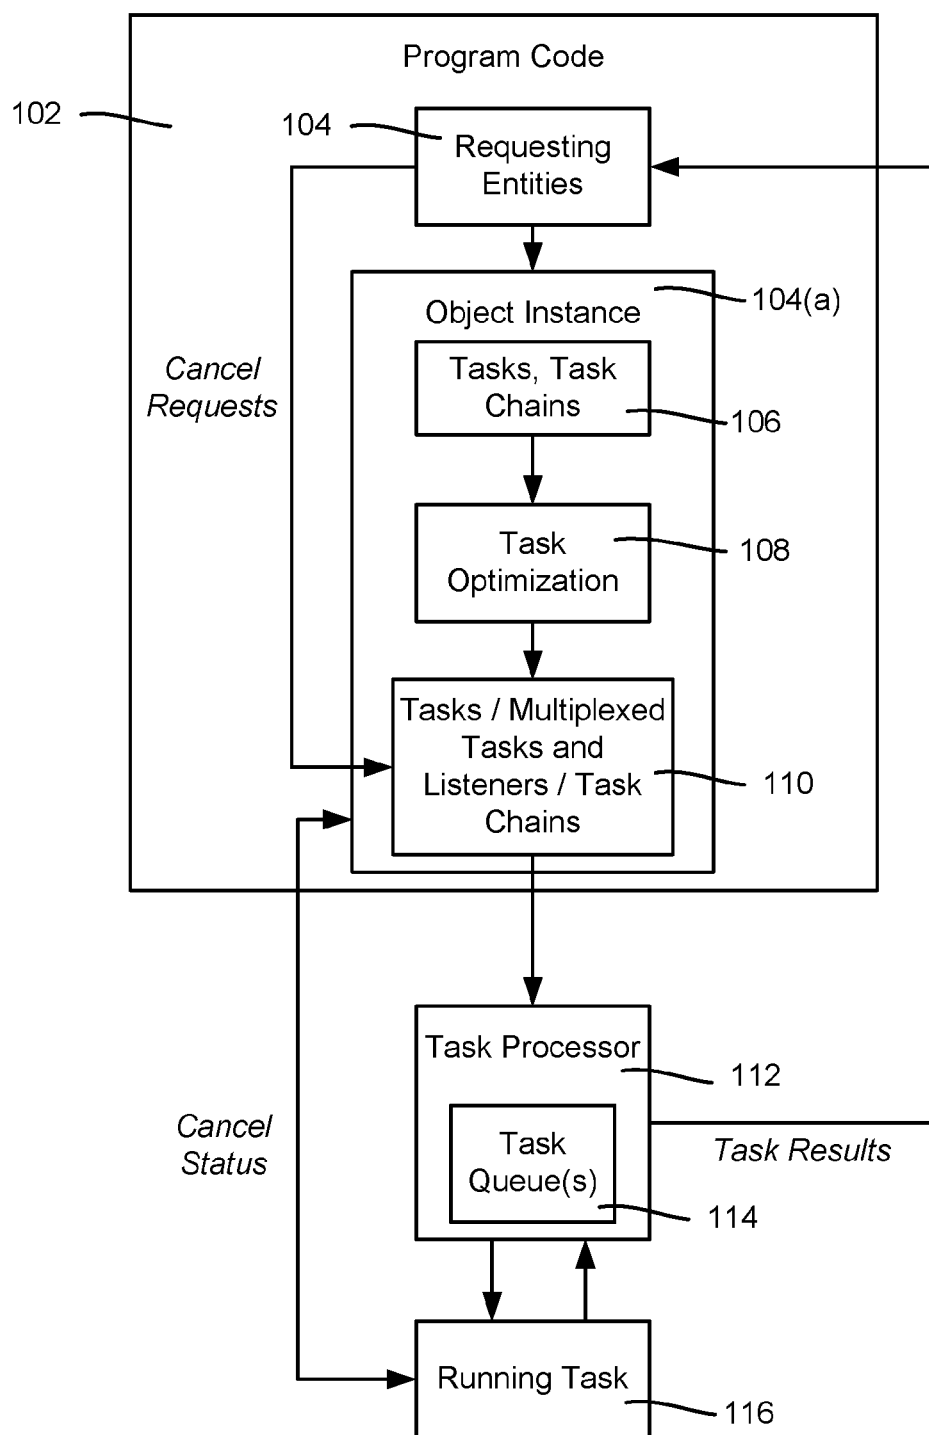 Program Code
102
104
Requesting
Entities
104(a)
Object Instance
Cancel
Requests
Tasks, Task
Chains
106
Task
Optimization
108
Tasks / Multiplexed
Tasks and
Listeners / Task
Chains
110
Task Processor
112
Cancel
Status
Task
Queue(s)
Task Results
114
Running Task
116